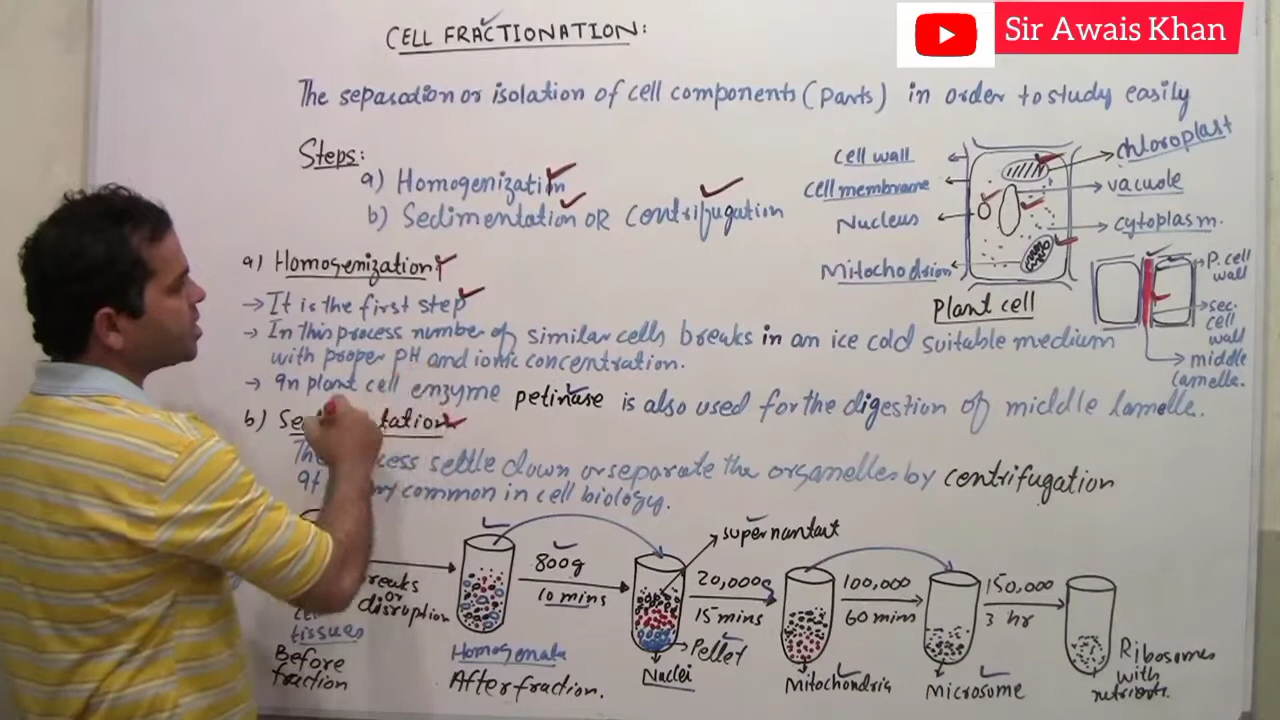 CELL FRACTIONATION:
Sir Awais Khan
The separation or isolation of cell components (Parts) in order to study easily
Steps:
a) Homogenization
b) Sedimentation OR Centrifugation
Cell wall
Cell membrane
Nucleus
Mitochodrion
chloroplast
vacuole
cytoplasm.
Plant cell
P. cell
wall
sec.
cell
wall
middle
lamella.
a) Homogenization:
→ It is the first step
→ In this process number of similar cells breaks in an ice cold suitable medium
with proper pH and ionic concentration.
→ In plant cell enzyme petinase is also used for the digestion of middle lamelle.
b) Se tation
settle down or separate the organelles by centrifugation
common in cell biology.
breaks
or
disruption
tissues
Before
fraction
Homogenate
After fraction.
800g
10 mins
supernantant
Pellet
Nuclei
20,000g
15 mins
Mitochondria
100,000
60 mins
Microsome
150,000
3 hr
Ribosomes
with
nutrients.